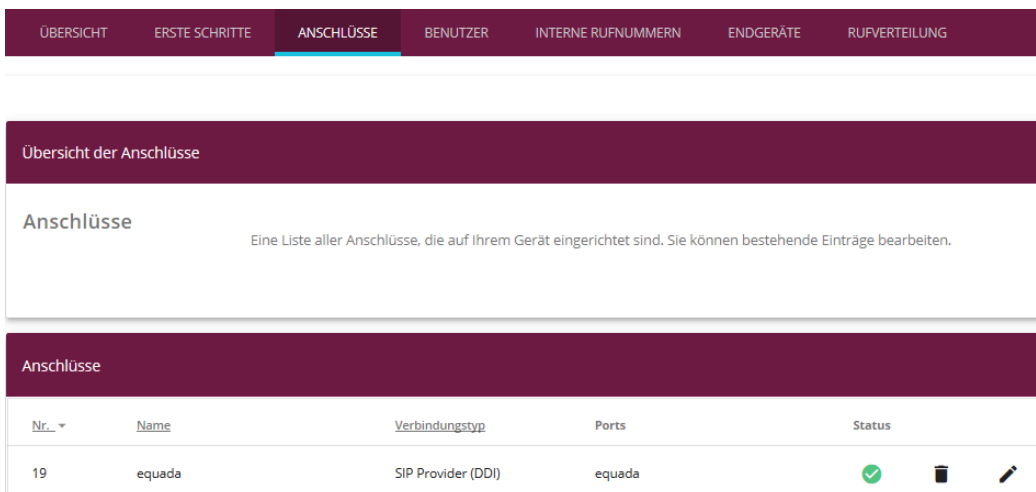 ÜBERSICHT ERSTE SCHRITTE ANSCHLÜSSE BENUTZER INTERNE RUFNUMMERN ENDGERÄTE RUFVERTEILUNG
Übersicht der Anschlüsse
Anschlüsse
Eine Liste aller Anschlüsse, die auf Ihrem Gerät eingerichtet sind. Sie können bestehende Einträge bearbeiten.
Anschlüsse
Nr. Name Verbindungstyp Ports Status
19 equada SIP Provider (DDI) equada